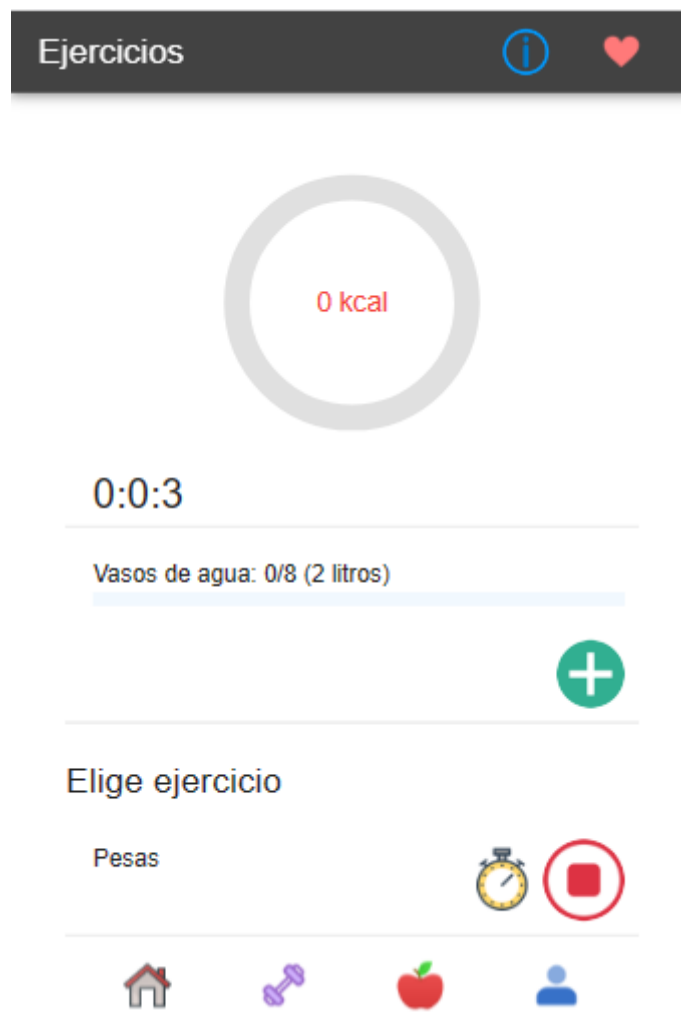 Ejercicios
0 kcal
0:0:3
Vasos de agua: 0/8 (2 litros)
Elige ejercicio
Pesas